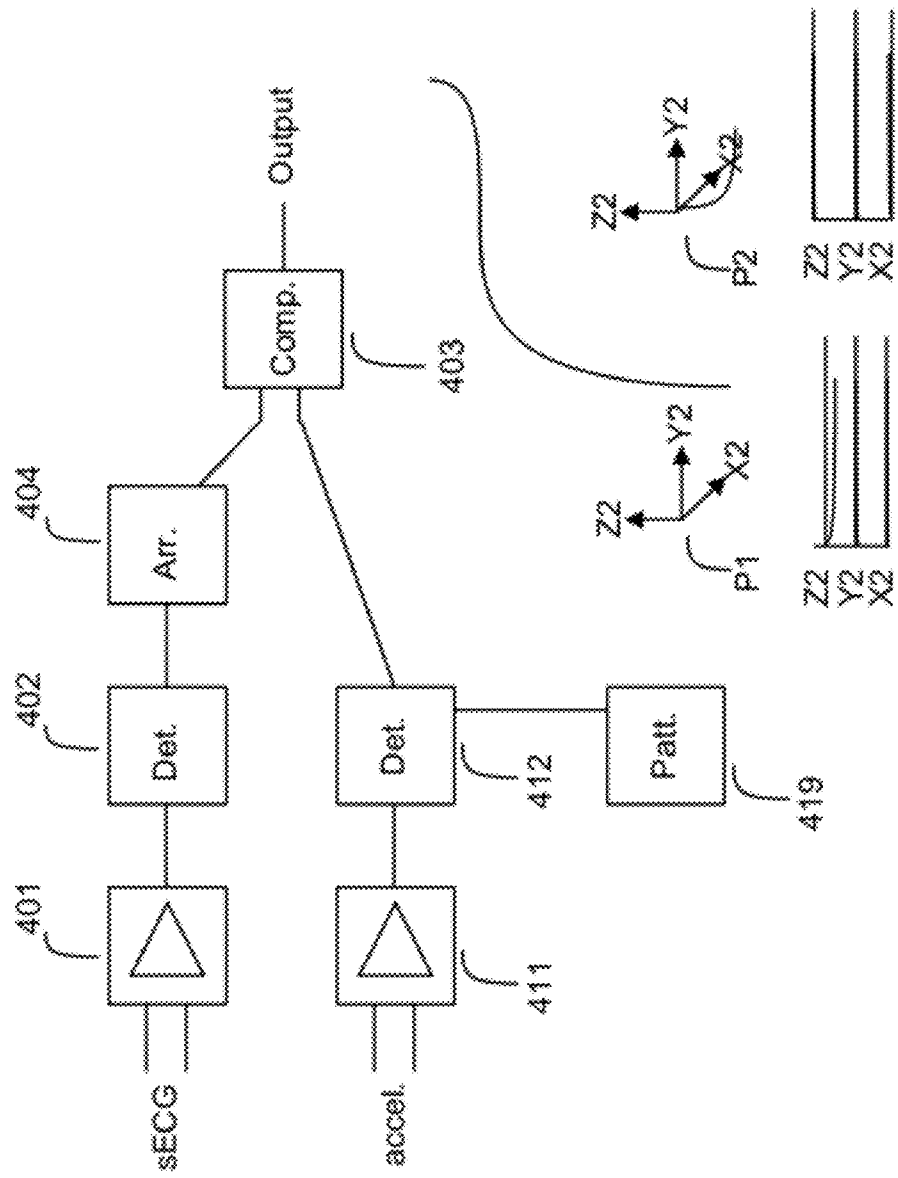 401
402
404
sECG
Det.
Arr.
Comp.
Output
403
accel.
Det.
411
412
Patt.
419
Z2
Y2
X2
P1
Z2
Y2
X2
P2
Z2
Y2
X2
Z2
Y2
X2